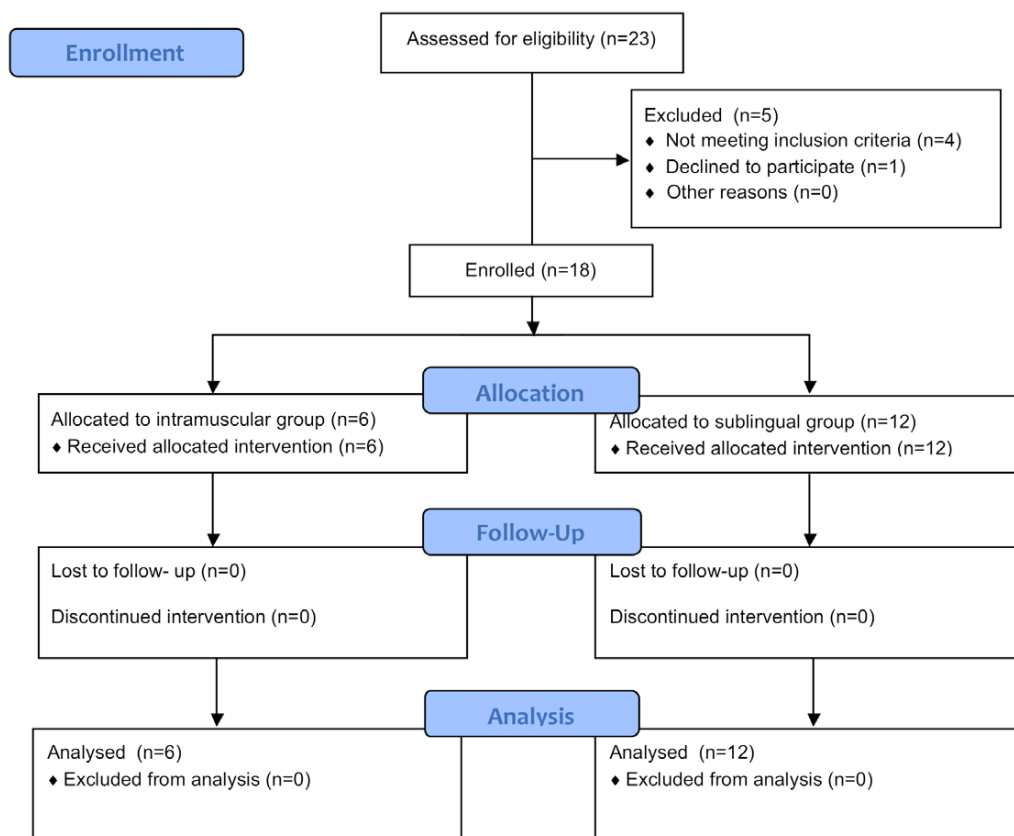 Enrollment
Assessed for eligibility (n=23)
Excluded (n=5)
♦ Not meeting inclusion criteria (n=4)
♦ Declined to participate (n=1)
♦ Other reasons (n=0)
Enrolled (n=18)
Allocation
Allocated to intramuscular group (n=6)
♦ Received allocated intervention (n=6)
Allocated to sublingual group (n=12)
♦ Received allocated intervention (n=12)
Follow-Up
Lost to follow- up (n=0)
Discontinued intervention (n=0)
Lost to follow-up (n=0)
Discontinued intervention (n=0)
Analysis
Analysed (n=6)
♦ Excluded from analysis (n=0)
Analysed (n=12)
♦ Excluded from analysis (n=0)